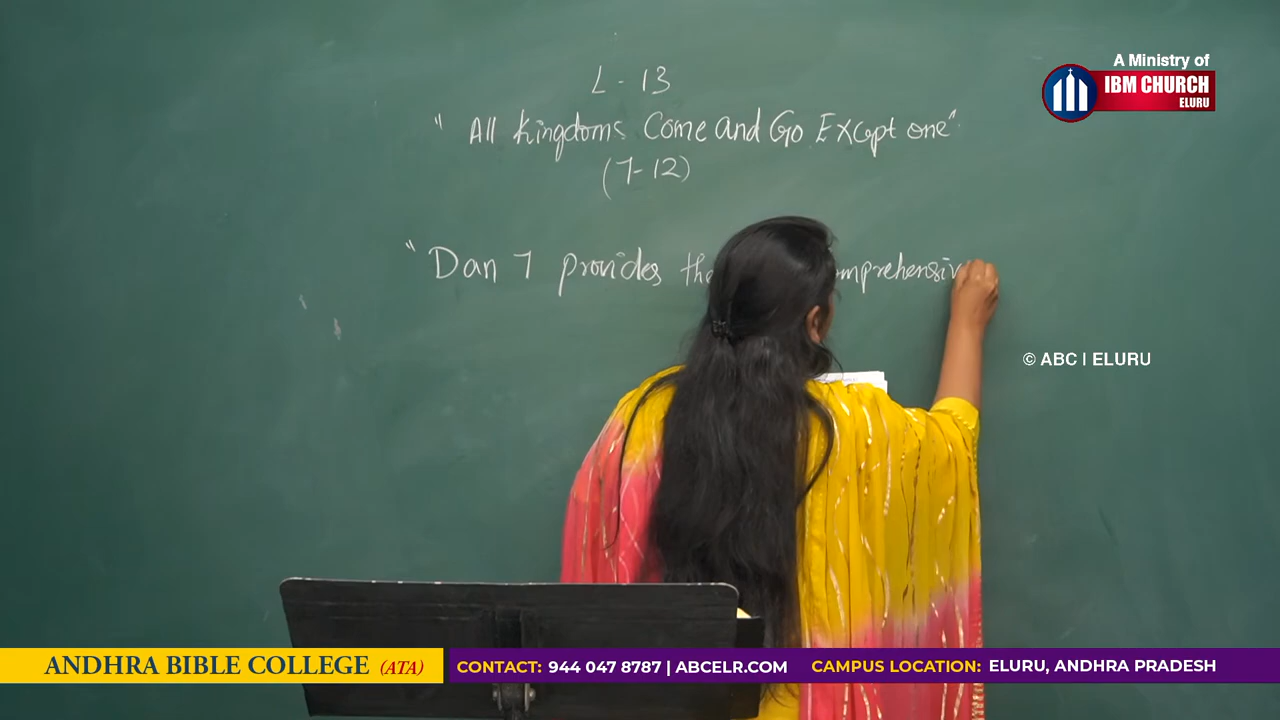 A Ministry of
IBM CHURCH
ELURU
L - 13
" All Kingdoms Come and Go Except one"
(7-12)
" Dan 7 provides the omprehensiv
© ABC | ELURU
ANDHRA BIBLE COLLEGE (ATA)
CONTACT: 944 047 8787 | ABCELR.COM CAMPUS LOCATION: ELURU, ANDHRA PRADESH